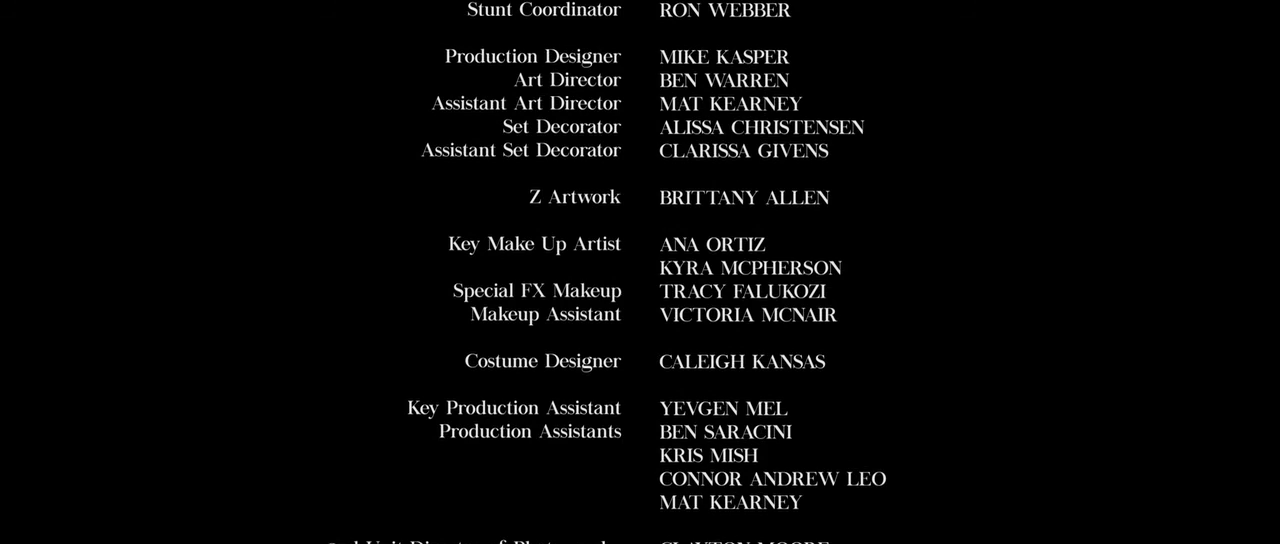 Stunt Coordinator RON WEBBER
Production Designer MIKE KASPER
Art Director BEN WARREN
Assistant Art Director MAT KEARNEY
Set Decorator ALISSA CHRISTENSEN
Assistant Set Decorator CLARISSA GIVENS
Z Artwork BRITTANY ALLEN
Key Make Up Artist ANA ORTIZ
KYRA MCPHERSON
Special FX Makeup TRACY FALUKOZI
Makeup Assistant VICTORIA MCNAIR
Costume Designer CALEIGH KANSAS
Key Production Assistant YEVGEN MEL
Production Assistants BEN SARACINI
KRIS MISH
CONNOR ANDREW LEO
MAT KEARNEY